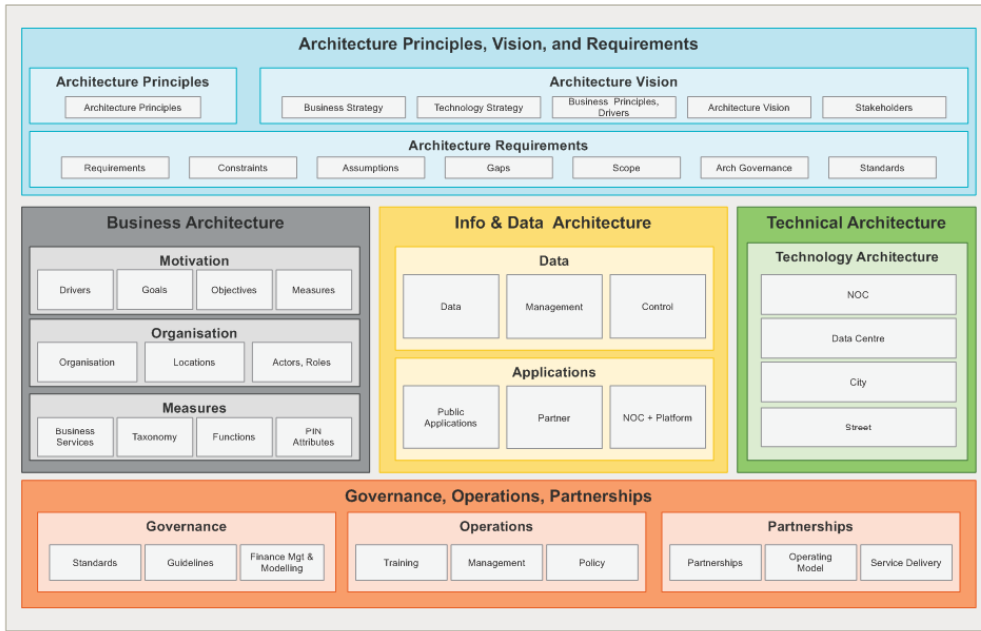 Architecture Principles, Vision, and Requirements
Architecture Principles
Architecture Principles
Architecture Vision
Business Strategy
Technology Strategy
Business Principles,
Drivers
Architecture Vision
Stakeholders
Architecture Requirements
Requirements
Constraints
Assumptions
Gaps
Scope
Arch Governance
Standards
Business Architecture
Motivation
Drivers
Goals
Objectives
Measures
Organisation
Organisation
Locations
Actors, Roles
Measures
Business
Services
Taxonomy
Functions
PIN
Attributes
Info & Data Architecture
Data
Data
Management
Control
Applications
Public
Applications
Partner
NOC + Platform
Technical Architecture
Technology Architecture
NOC
Data Centre
City
Street
Governance, Operations, Partnerships
Governance
Standards
Guidelines
Finance Mgt &
Modelling
Operations
Training
Management
Policy
Partnerships
Partnerships
Operating
Model
Service Delivery